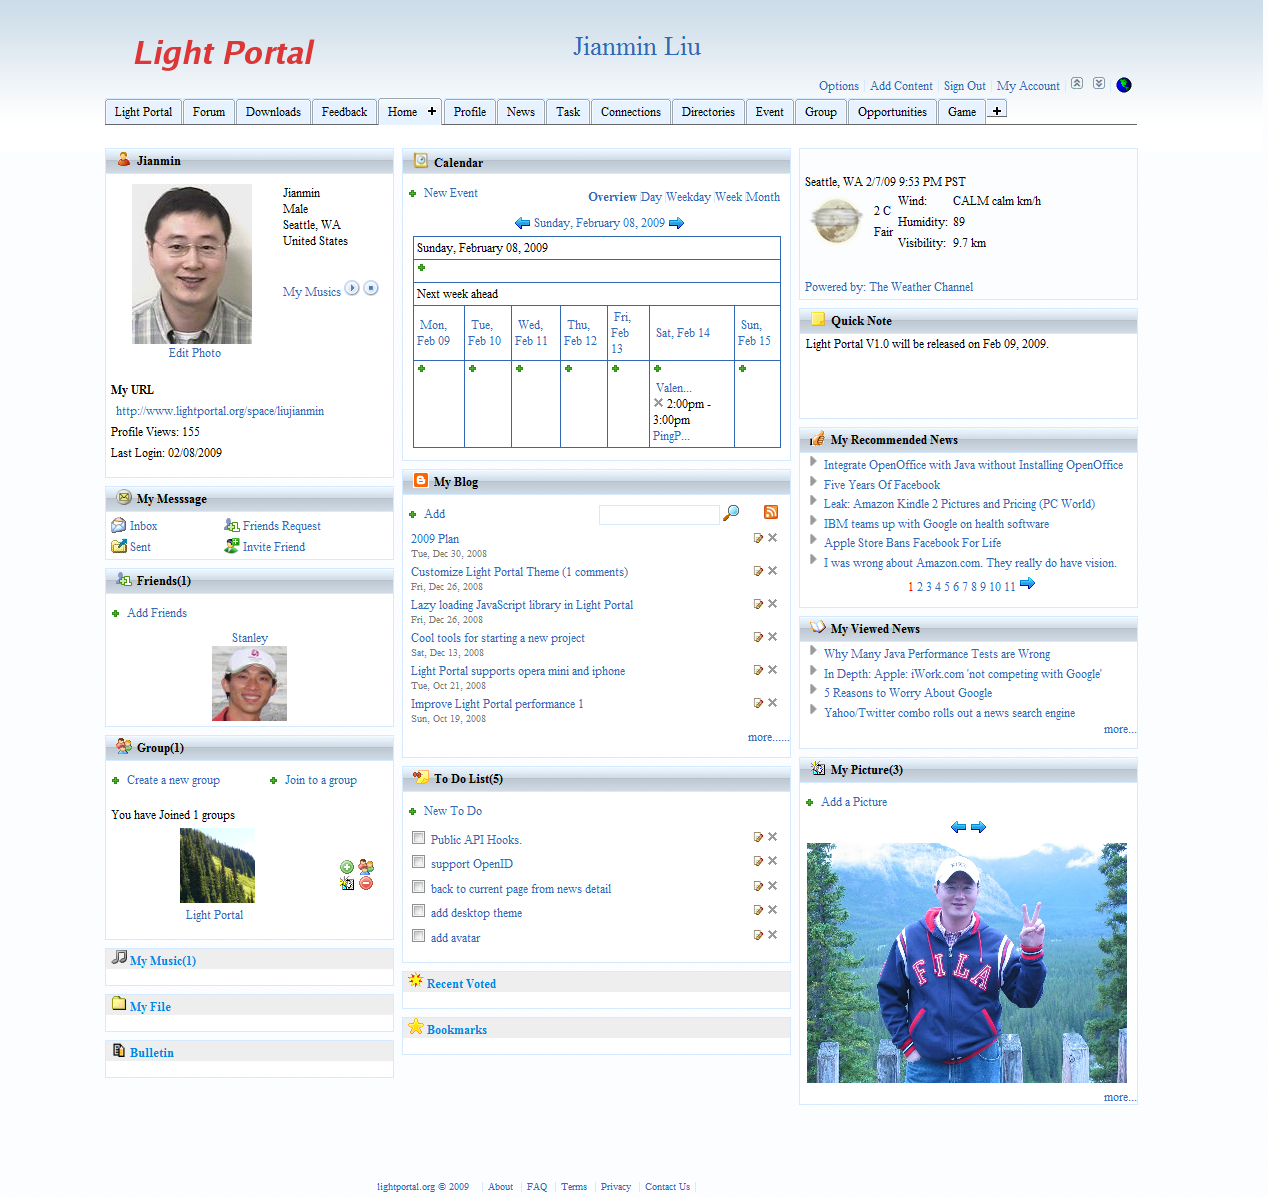 Light Portal
Jianmin Liu
Options | Add Content | Sign Out | My Account
Light Portal Forum Downloads Feedback Home Profile News Task Connections Directories Event Group Opportunities Game
Jianmin
Jianmin
Male
Seattle, WA
United States
My Musics
Edit Photo
My URL
http://www.lightportal.org/space/liujianmin
Profile Views: 155
Last Login: 02/08/2009
My Messsage
Inbox Friends Request
Sent Invite Friend
Friends(1)
Add Friends
Stanley
Group(1)
Create a new group Join to a group
You have Joined 1 groups
Light Portal
My Music(1)
My File
Bulletin
Calendar
New Event
Overview |Day |Weekday |Week |Month
Sunday, February 08, 2009
Sunday, February 08, 2009
Next week ahead
Mon, Feb 09
Tue, Feb 10
Wed, Feb 11
Thu, Feb 12
Fri, Feb 13
Sat, Feb 14
Sun, Feb 15
Valen...
2:00pm -
3:00pm
PingP...
My Blog
Add
2009 Plan
Tue, Dec 30, 2008
Customize Light Portal Theme (1 comments)
Fri, Dec 26, 2008
Lazy loading JavaScript library in Light Portal
Fri, Dec 26, 2008
Cool tools for starting a new project
Sat, Dec 13, 2008
Light Portal supports opera mini and iphone
Tue, Oct 21, 2008
Improve Light Portal performance 1
Sun, Oct 19, 2008
more......
To Do List(5)
New To Do
Public API Hooks.
support OpenID
back to current page from news detail
add desktop theme
add avatar
Recent Voted
Bookmarks
Seattle, WA 2/7/09 9:53 PM PST
2 C
Fair
Wind: CALM calm km/h
Humidity: 89
Visibility: 9.7 km
Powered by: The Weather Channel
Quick Note
Light Portal V1.0 will be released on Feb 09, 2009.
My Recommended News
Integrate OpenOffice with Java without Installing OpenOffice
Five Years Of Facebook
Leak: Amazon Kindle 2 Pictures and Pricing (PC World)
IBM teams up with Google on health software
Apple Store Bans Facebook For Life
I was wrong about Amazon.com. They really do have vision.
1 2 3 4 5 6 7 8 9 10 11
My Viewed News
Why Many Java Performance Tests are Wrong
In Depth: Apple: iWork.com 'not competing with Google'
5 Reasons to Worry About Google
Yahoo/Twitter combo rolls out a news search engine
more...
My Picture(3)
Add a Picture
FILA
more...
lightportal.org © 2009 | About | FAQ | Terms | Privacy | Contact Us |